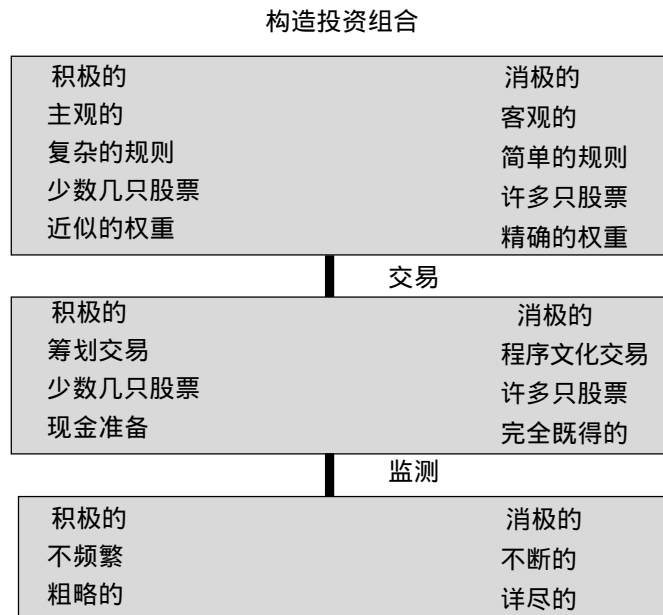 构造投资组合
积极的 消极的
主观的 客观的
复杂的规则 简单的规则
少数几只股票 许多只股票
近似的权重 精确的权重
交易
积极的 消极的
筹划交易 程序文化交易
少数几只股票 许多只股票
现金准备 完全既得的
监测
积极的 消极的
不频繁 不断的
粗略的 详尽的